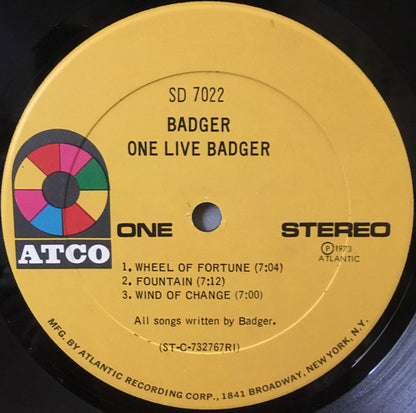 SD 7022
BADGER
ONE LIVE BADGER
ATCO
ONE
STEREO
Ⓟ1973
ATLANTIC
1. WHEEL OF FORTUNE (7:04)
2. FOUNTAIN (7:12)
3. WIND OF CHANGE (7:00)
All songs written by Badger.
(ST-C-732767RI)
MFG. BY ATLANTIC RECORDING CORP., 1841 BROADWAY, NEW YORK, N.Y.